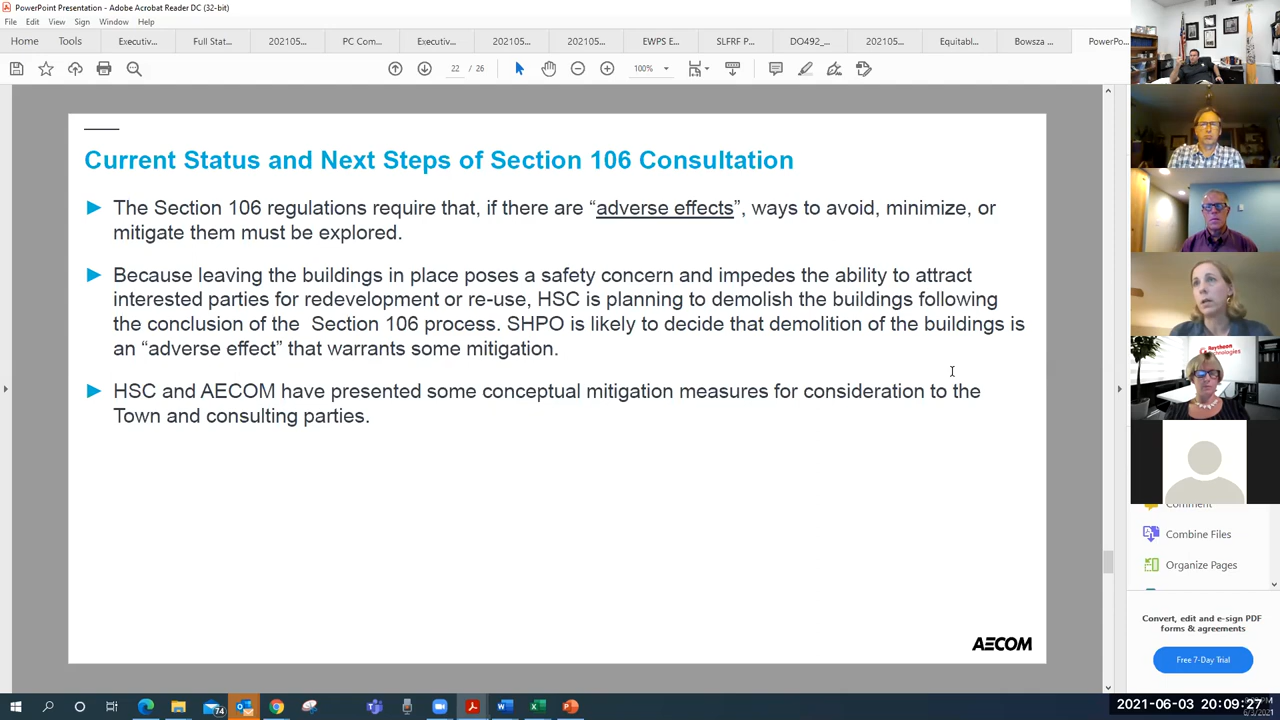 PowerPoint Presentation - Adobe Acrobat Reader DC (32-bit)
File Edit View Sign Window Help
Home Tools Executiv... Full Stat... 202105... PC Com... 202105... 202105... EWPS E... SLFRF P... DO492_... 202105... Equitabl... Bowsza ... PowerPo...
22 / 26 100%
Current Status and Next Steps of Section 106 Consultation
The Section 106 regulations require that, if there are “adverse effects”, ways to avoid, minimize, or
mitigate them must be explored.
Because leaving the buildings in place poses a safety concern and impedes the ability to attract
interested parties for redevelopment or re-use, HSC is planning to demolish the buildings following
the conclusion of the Section 106 process. SHPO is likely to decide that demolition of the buildings is
an “adverse effect” that warrants some mitigation.
HSC and AECOM have presented some conceptual mitigation measures for consideration to the
Town and consulting parties.
AECOM
Raytheon
Technologies
Comment
Combine Files
Organize Pages
Convert, edit and e-sign PDF
forms & agreements
Free 7-Day Trial
74
2021-06-03 20:09:27